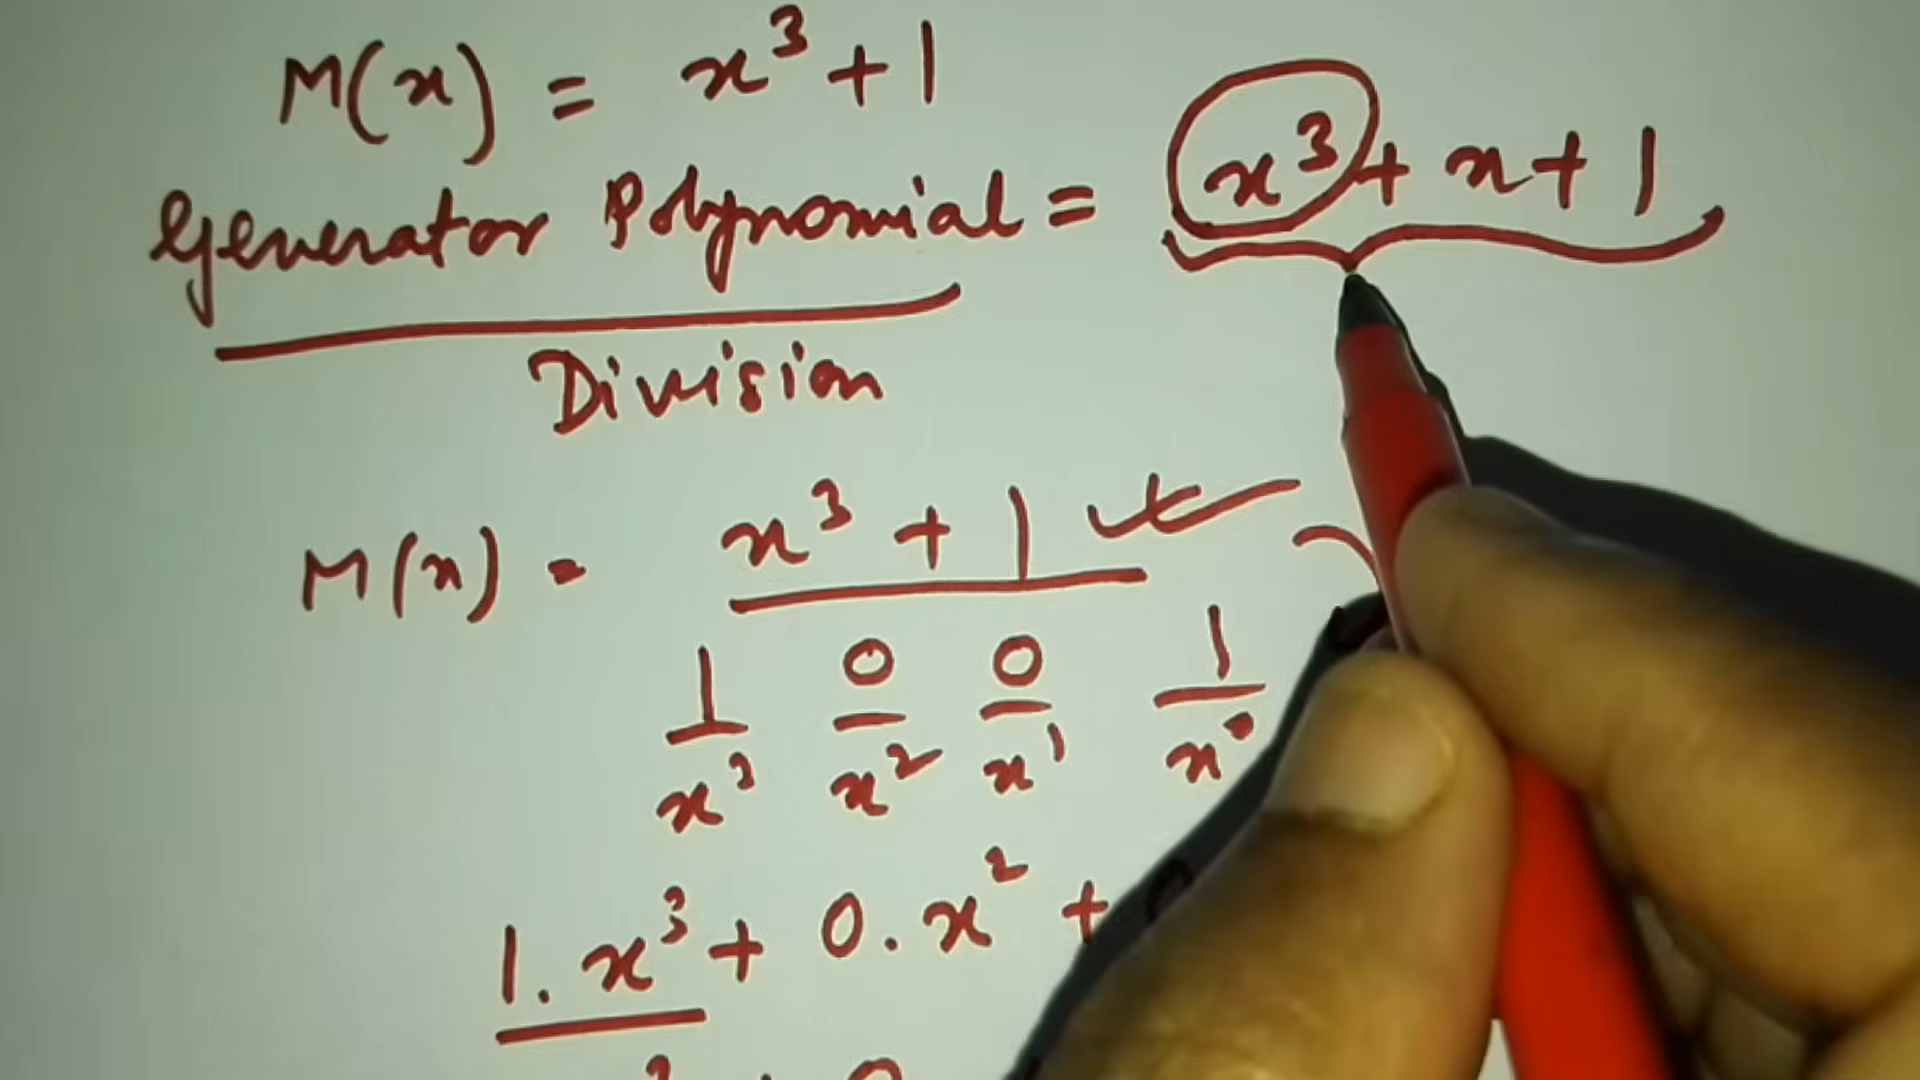 M(x) = x³ + 1
Generator Polynomial = x³ + x + 1
Division
M(x) = x³ + 1
1 0 0 1
x³ x² x¹ x⁰
1. x³ + 0. x² +